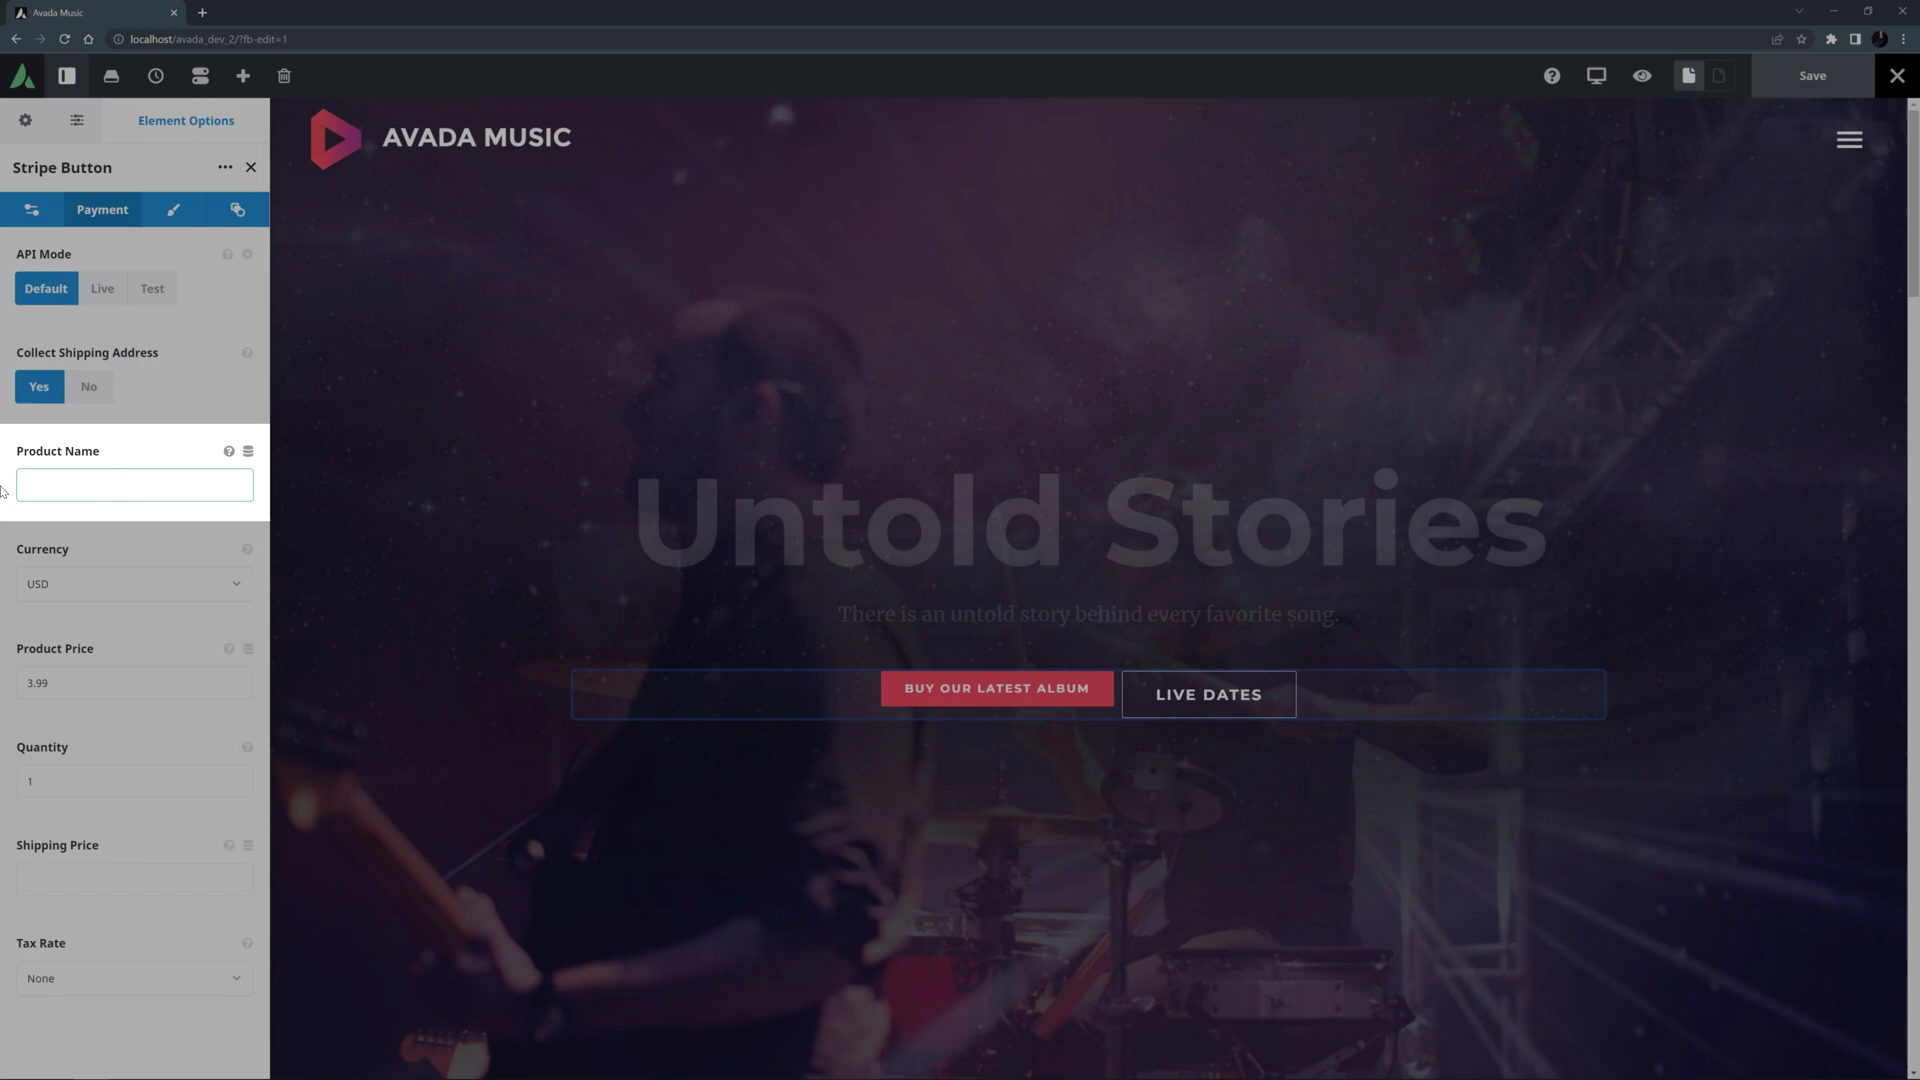 Avada Music
localhost/avada_dev_2/?fb-edit=1
Save
Element Options
Stripe Button
Payment
API Mode
Default Live Test
Collect Shipping Address
Yes No
Product Name
Currency
USD
Product Price
3.99
Quantity
1
Shipping Price
Tax Rate
None
AVADA MUSIC
Untold Stories
There is an untold story behind every favorite song.
BUY OUR LATEST ALBUM LIVE DATES